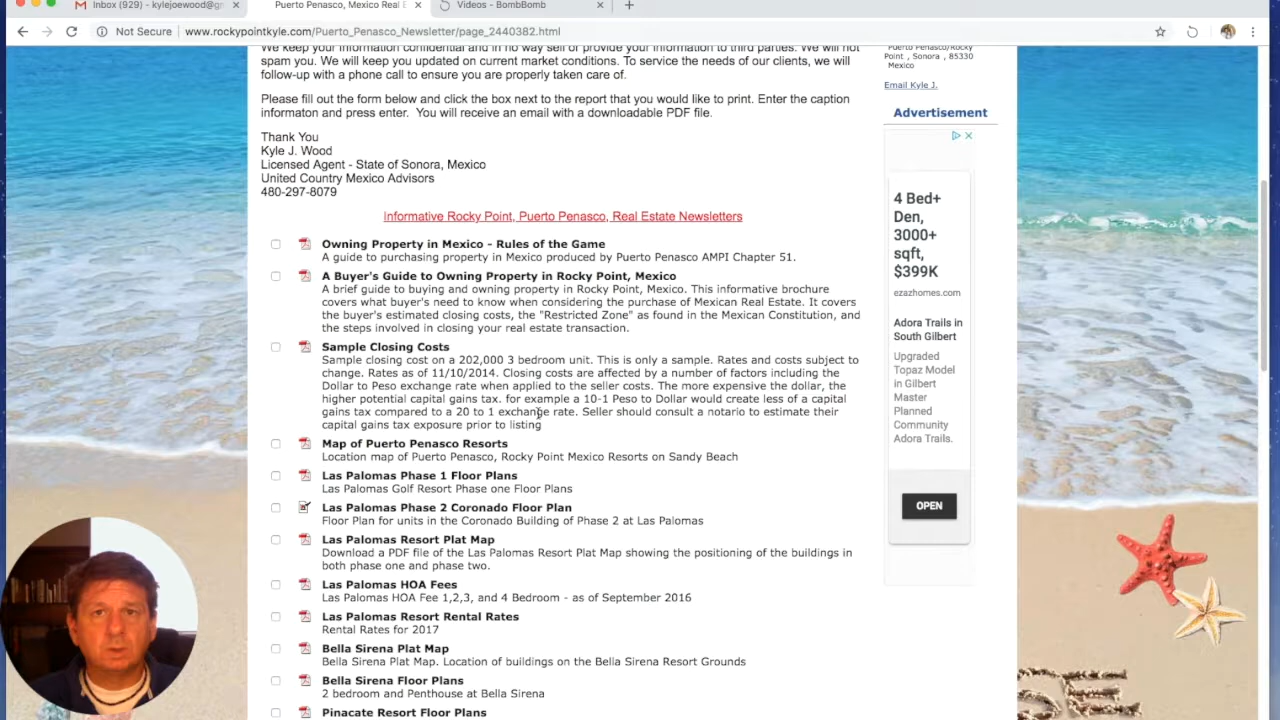 Inbox (929) - kylejoewood@gm
Puerto Penasco, Mexico Real E
Videos - BombBomb
Not Secure
www.rockypointkyle.com/Puerto_Penasco_Newsletter/page_2440382.html
We keep your information confidential and in no way sell or provide your information to third parties. We will not
spam you. We will keep you updated on current market conditions. To service the needs of our clients, we will
follow-up with a phone call to ensure you are properly taken care of.
Please fill out the form below and click the box next to the report that you would like to print. Enter the caption
informaton and press enter. You will receive an email with a downloadable PDF file.
Thank You
Kyle J. Wood
Licensed Agent - State of Sonora, Mexico
United Country Mexico Advisors
480-297-8079
Informative Rocky Point, Puerto Penasco, Real Estate Newsletters
Owning Property in Mexico - Rules of the Game
A guide to purchasing property in Mexico produced by Puerto Penasco AMPI Chapter 51.
A Buyer's Guide to Owning Property in Rocky Point, Mexico
A brief guide to buying and owning property in Rocky Point, Mexico. This informative brochure
covers what buyer's need to know when considering the purchase of Mexican Real Estate. It covers
the buyer's estimated closing costs, the "Restricted Zone" as found in the Mexican Constitution, and
the steps involved in closing your real estate transaction.
Sample Closing Costs
Sample closing cost on a 202,000 3 bedroom unit. This is only a sample. Rates and costs subject to
change. Rates as of 11/10/2014. Closing costs are affected by a number of factors including the
Dollar to Peso exchange rate when applied to the seller costs. The more expensive the dollar, the
higher potential capital gains tax. for example a 10-1 Peso to Dollar would create less of a capital
gains tax compared to a 20 to 1 exchange rate. Seller should consult a notario to estimate their
capital gains tax exposure prior to listing
Map of Puerto Penasco Resorts
Location map of Puerto Penasco, Rocky Point Mexico Resorts on Sandy Beach
Las Palomas Phase 1 Floor Plans
Las Palomas Golf Resort Phase one Floor Plans
Las Palomas Phase 2 Coronado Floor Plan
Floor Plan for units in the Coronado Building of Phase 2 at Las Palomas
Las Palomas Resort Plat Map
Download a PDF file of the Las Palomas Resort Plat Map showing the positioning of the buildings in
both phase one and phase two.
Las Palomas HOA Fees
Las Palomas HOA Fee 1,2,3, and 4 Bedroom - as of September 2016
Las Palomas Resort Rental Rates
Rental Rates for 2017
Bella Sirena Plat Map
Bella Sirena Plat Map. Location of buildings on the Bella Sirena Resort Grounds
Bella Sirena Floor Plans
2 bedroom and Penthouse at Bella Sirena
Pinacate Resort Floor Plans
Puerto Penasco/Rocky
Point , Sonora , 85330
Mexico
Email Kyle J.
Advertisement
4 Bed+
Den,
3000+
sqft,
$399K
ezazhomes.com
Adora Trails in
South Gilbert
Upgraded
Topaz Model
in Gilbert
Master
Planned
Community
Adora Trails.
OPEN